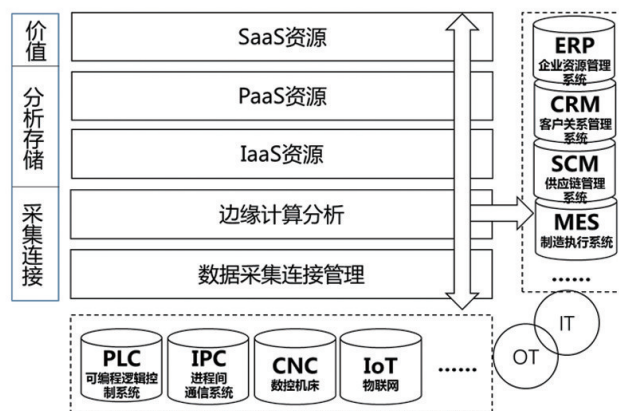 价值
分析存储
采集连接
SaaS资源
PaaS资源
IaaS资源
边缘计算分析
数据采集连接管理
ERP
企业资源管理
系统
CRM
客户关系管理
系统
SCM
供应链管理
系统
MES
制造执行系统
......
IT
OT
PLC
可编程逻辑控
制系统
IPC
进程间
通信系统
CNC
数控机床
IoT
物联网
......